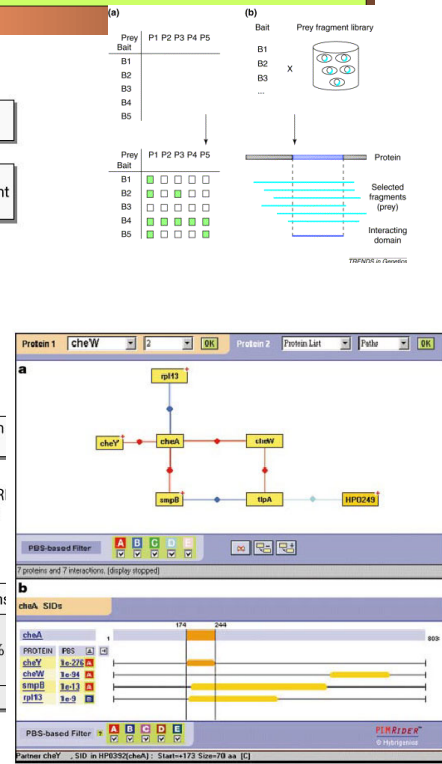 (a)
(b)
Prey P1 P2 P3 P4 P5
Bait
B1
B2
B3
B4
B5
Bait Prey fragment library
B1
B2
B3
...
X
nt
Prey P1 P2 P3 P4 P5
Bait
B1
B2
B3
B4
B5
Protein
Selected
fragments
(prey)
Interacting
domain
TRENDS in Genetics
Protein 1 cheW 2 OK Protein 2 Protein List Paths OK
a
rpl13
cheY cheA cheW
smpB tlpA HP0249
PBS-based Filter A B C D E
7 proteins and 7 interactions. [display stopped]
b
cheA SIDs
174 244
cheA 1 803
PROTEIN PBS
cheY 1e-276 A
cheW 1e-94 A
smpB 1e-13 A
rpl13 1e-9 B
PBS-based Filter ? A B C D E
PIMRIDER
© Hybrigenics
Partner cheY , SID in HP0392(cheA) : Start=+173 Size=70 aa [C]
%